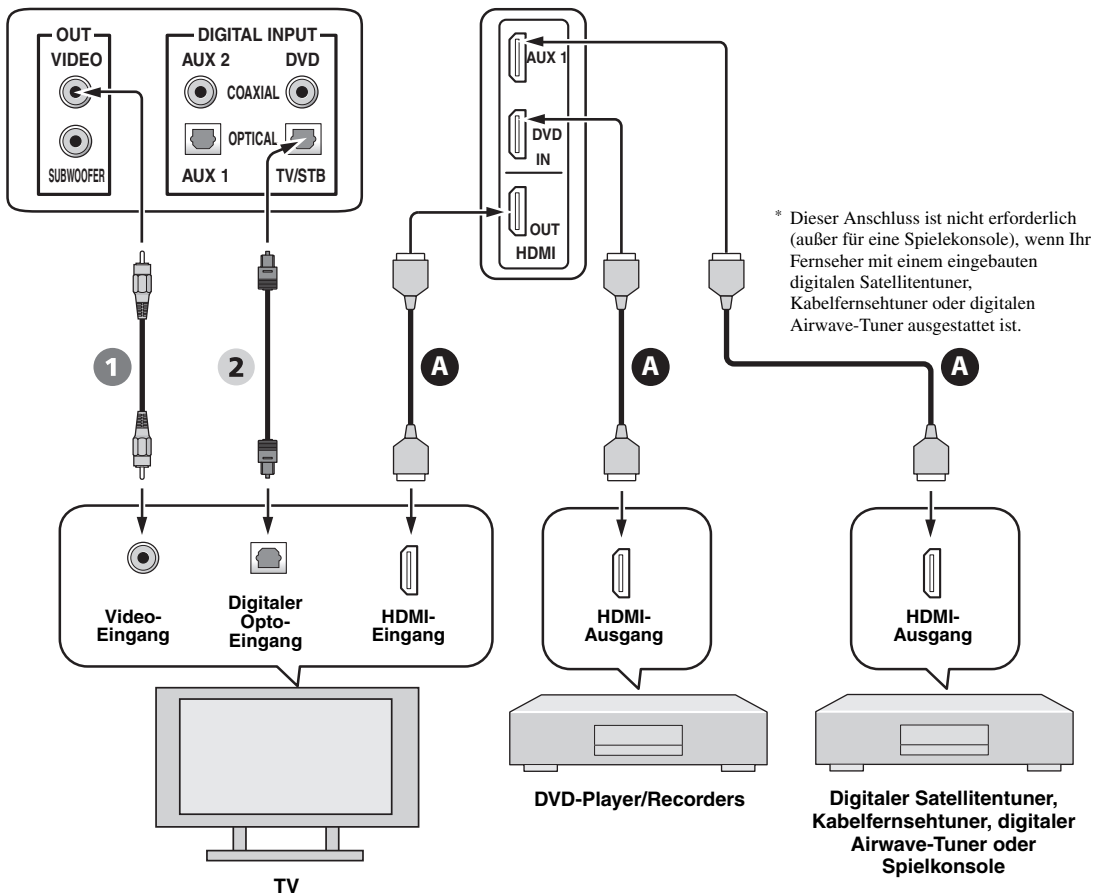 OUT
VIDEO
SUBWOOFER
DIGITAL INPUT
AUX 2
DVD
COAXIAL
OPTICAL
AUX 1
TV/STB
AUX 1
DVD
IN
OUT
HDMI
* Dieser Anschluss ist nicht erforderlich
(außer für eine Spielekonsole), wenn Ihr
Fernseher mit einem eingebauten
digitalen Satellitentuner,
Kabelfernsehtuner oder digitalen
Airwave-Tuner ausgestattet ist.
1
2
A
A
A
Video-
Eingang
Digitaler
Opto-
Eingang
HDMI-
Eingang
HDMI-
Ausgang
HDMI-
Ausgang
TV
DVD-Player/Recorders
Digitaler Satellitentuner,
Kabelfernsehtuner, digitaler
Airwave-Tuner oder
Spielkonsole